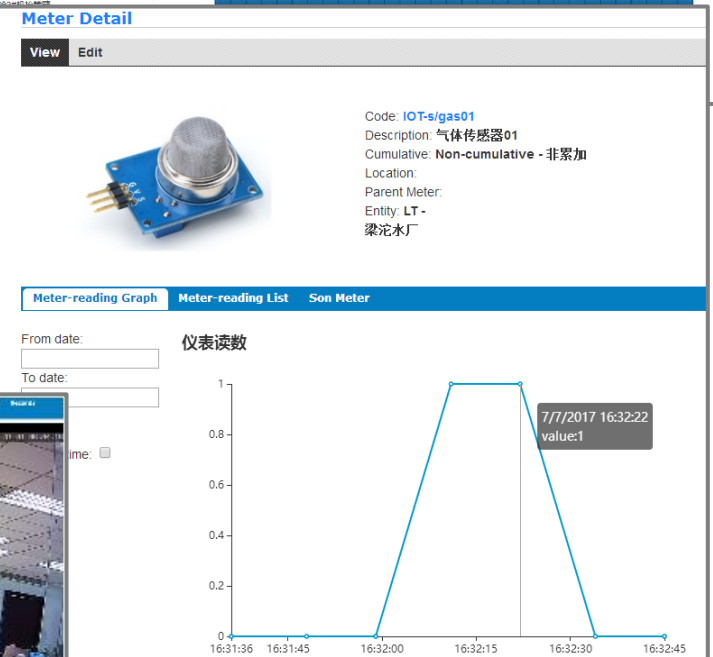 Meter Detail
View Edit
Code: IOT-s/gas01
Description: 气体传感器01
Cumulative: Non-cumulative - 非累加
Location:
Parent Meter:
Entity: LT -
梁沱水厂
Meter-reading Graph Meter-reading List Son Meter
From date:
仪表读数
To date:
ime:
1
7/7/2017 16:32:22
value:1
0.8
0.6
0.4
0.2
0
16:31:36 16:31:45 16:32:00 16:32:15 16:32:30 16:32:45